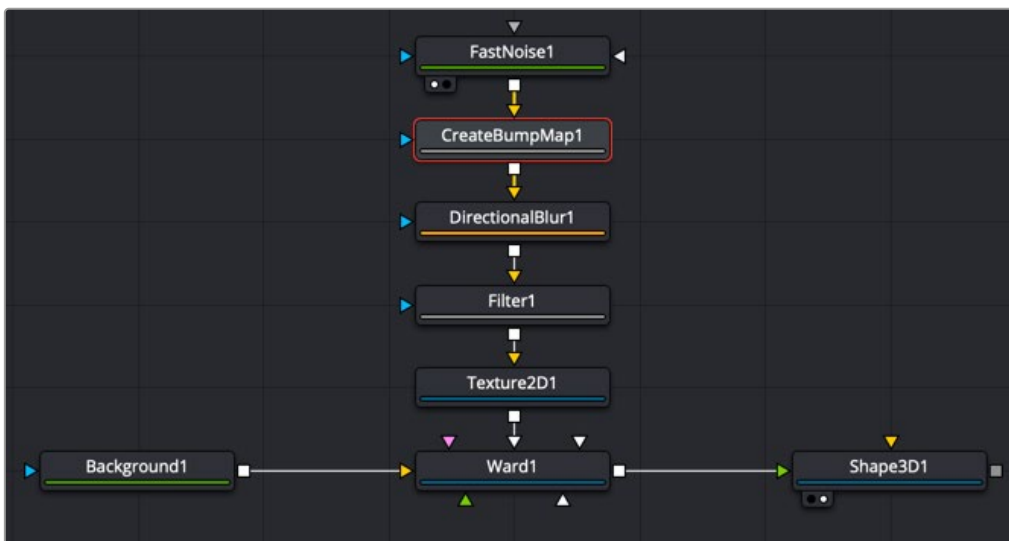 FastNoise1
CreateBumpMap1
DirectionalBlur1
Filter1
Texture2D1
Background1
Ward1
Shape3D1